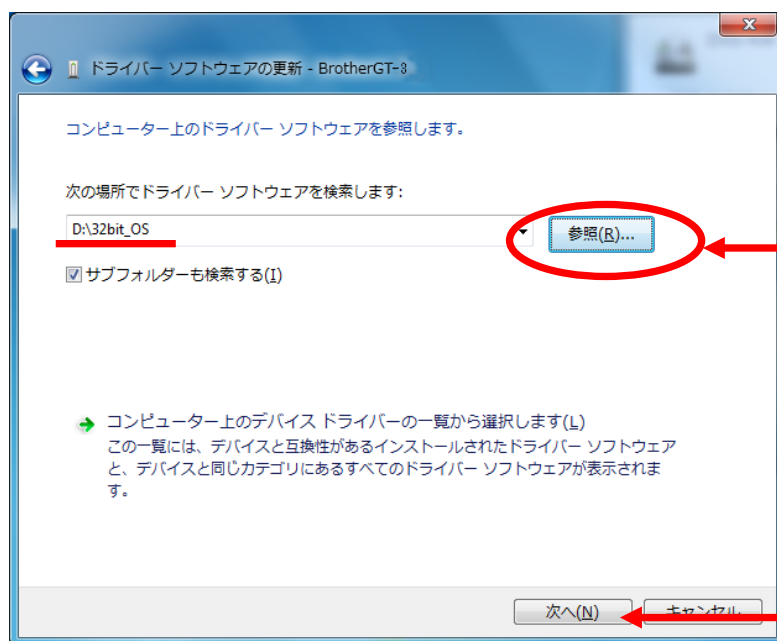 ドライバー ソフトウェアの更新 - BrotherGT-3
コンピューター上のドライバー ソフトウェアを参照します。
次の場所でドライバー ソフトウェアを検索します:
D:\32bit_OS
参照(R)...
サブフォルダーも検索する(I)
コンピューター上のデバイス ドライバーの一覧から選択します(L)
この一覧には、デバイスと互換性があるインストールされたドライバー ソフトウェア
と、デバイスと同じカテゴリにあるすべてのドライバー ソフトウェアが表示されま
す。
次へ(N)
キャンセル